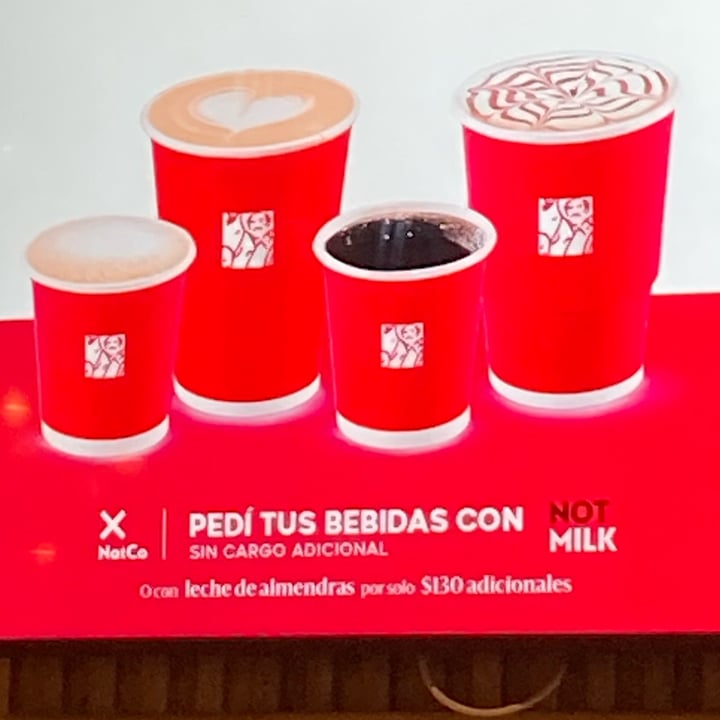 NotCo
PEDÍ TUS BEBIDAS CON
SIN CARGO ADICIONAL
NOT
MILK
O con leche de almendras por solo $130 adicionales